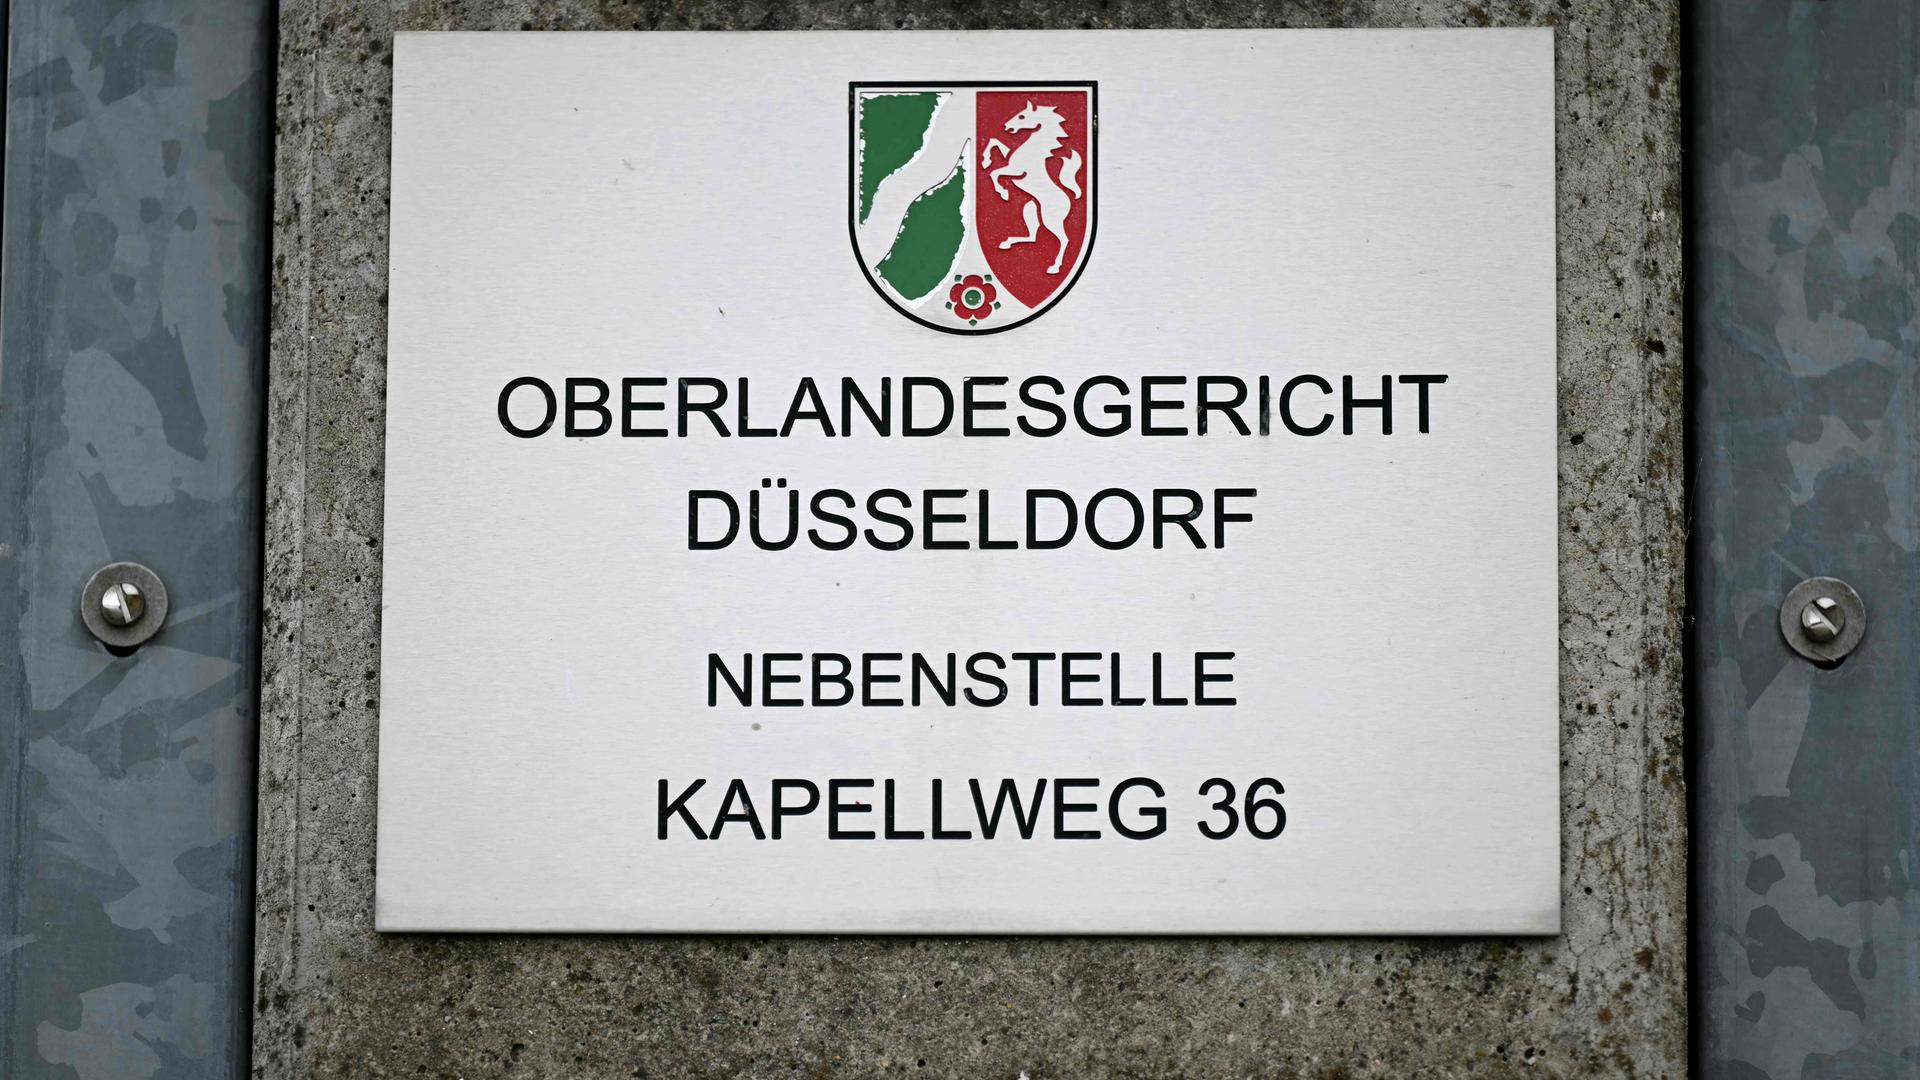 OBERLANDESGERICHT
DÜSSELDORF
NEBENSTELLE
KAPELLWEG 36